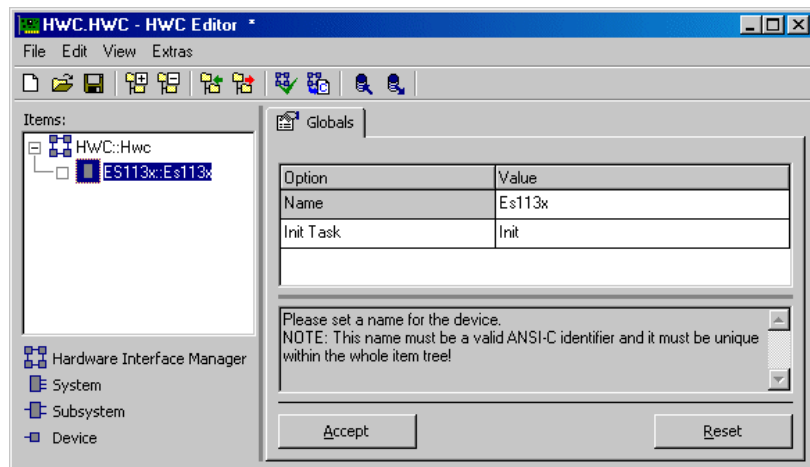 HWC.HWC - HWC Editor *
File Edit View Extras
Items:
HWC::Hwc
ES113x::Es113x
Hardware Interface Manager
System
Subsystem
Device
Globals
Option Value
Name Es113x
Init Task Init
Please set a name for the device.
NOTE: This name must be a valid ANSI-C identifier and it must be unique
within the whole item tree!
Accept Reset